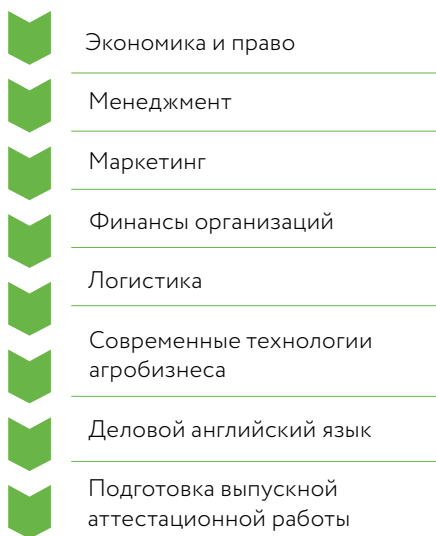 Экономика и право
Менеджмент
Маркетинг
Финансы организаций
Логистика
Современные технологии
агробизнеса
Деловой английский язык
Подготовка выпускной
аттестационной работы